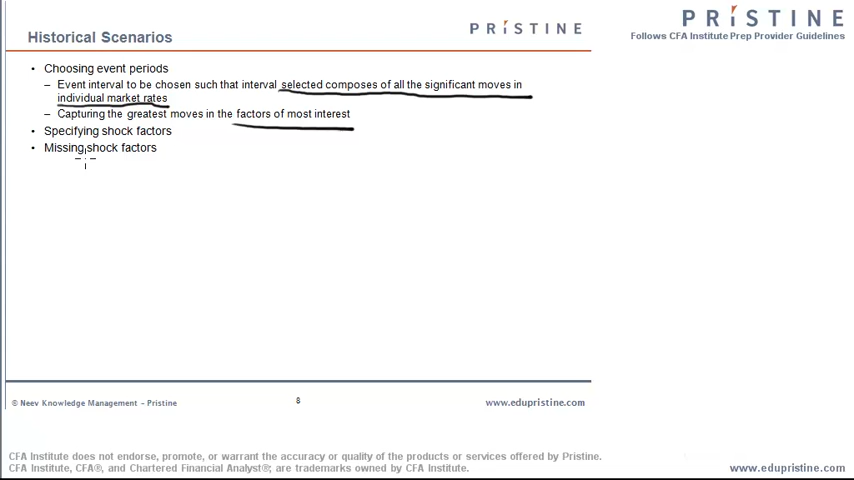 Historical Scenarios
PRISTINE
PRISTINE
Follows CFA Institute Prep Provider Guidelines
• Choosing event periods
– Event interval to be chosen such that interval selected composes of all the significant moves in
individual market rates
– Capturing the greatest moves in the factors of most interest
• Specifying shock factors
• Missing shock factors
© Neev Knowledge Management – Pristine
8
www.edupristine.com
CFA Institute does not endorse, promote, or warrant the accuracy or quality of the products or services offered by Pristine.
CFA Institute, CFA®, and Chartered Financial Analyst®; are trademarks owned by CFA Institute.
www.edupristine.com